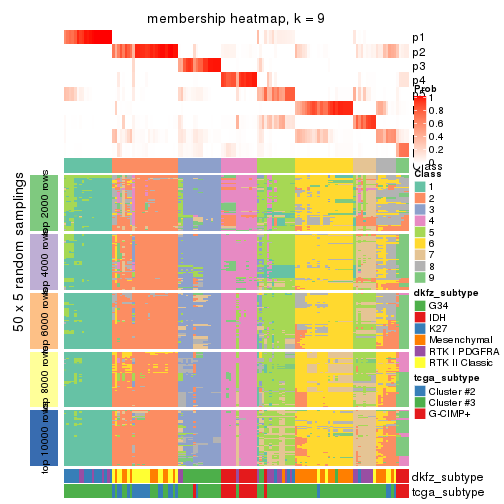 membership heatmap, k = 9
p1
p2
p3
p4
Prob
1
0.8
0.6
0.4
0.2
0
Class
Class
1
2
3
4
5
6
7
8
9
50 x 5 random samplings
top 2000 rows
top 4000 rows
top 6000 rows
top 8000 rows
top 10000 rows
dkfz_subtype
G34
IDH
K27
Mesenchymal
RTK I PDGFRA
RTK II Classic
tcga_subtype
Cluster #2
Cluster #3
G-CIMP+
dkfz_subtype
tcga_subtype